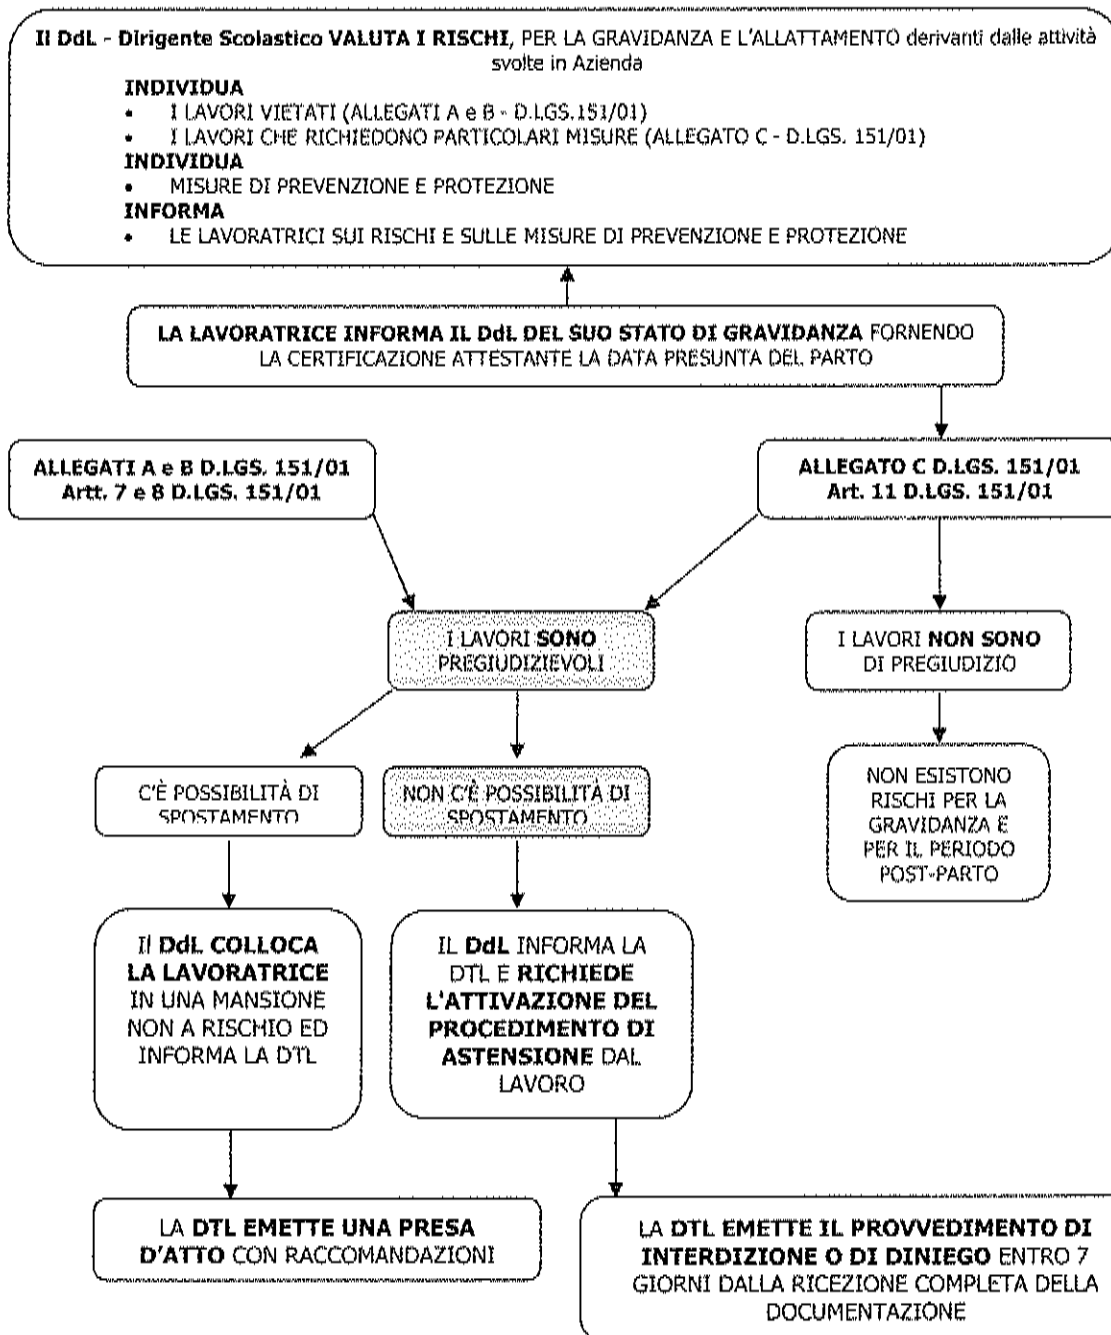 Il DdL - Dirigente Scolastico VALUTA I RISCHI, PER LA GRAVIDANZA E L'ALLATTAMENTO derivanti dalle attività
svolte in Azienda
INDIVIDUA
• I LAVORI VIETATI (ALLEGATI A e B - D.LGS.151/01)
• I LAVORI CHE RICHIEDONO PARTICOLARI MISURE (ALLEGATO C - D.LGS. 151/01)
INDIVIDUA
• MISURE DI PREVENZIONE E PROTEZIONE
INFORMA
• LE LAVORATRICI SUI RISCHI E SULLE MISURE DI PREVENZIONE E PROTEZIONE
LA LAVORATRICE INFORMA IL DdL DEL SUO STATO DI GRAVIDANZA FORNENDO
LA CERTIFICAZIONE ATTESTANTE LA DATA PRESUNTA DEL PARTO
ALLEGATI A e B D.LGS. 151/01
Artt. 7 e 8 D.LGS. 151/01
ALLEGATO C D.LGS. 151/01
Art. 11 D.LGS. 151/01
I LAVORI SONO
PREGIUDIZIEVOLI
I LAVORI NON SONO
DI PREGIUDIZIO
C'È POSSIBILITÀ DI
SPOSTAMENTO
NON C'È POSSIBILITÀ DI
SPOSTAMENTO
NON ESISTONO
RISCHI PER LA
GRAVIDANZA E
PER IL PERIODO
POST-PARTO
Il DdL COLLOCA
LA LAVORATRICE
IN UNA MANSIONE
NON A RISCHIO ED
INFORMA LA DTL
IL DdL INFORMA LA
DTL E RICHIEDE
L'ATTIVAZIONE DEL
PROCEDIMENTO DI
ASTENSIONE DAL
LAVORO
LA DTL EMETTE UNA PRESA
D'ATTO CON RACCOMANDAZIONI
LA DTL EMETTE IL PROVVEDIMENTO DI
INTERDIZIONE O DI DINIEGO ENTRO 7
GIORNI DALLA RICEZIONE COMPLETA DELLA
DOCUMENTAZIONE